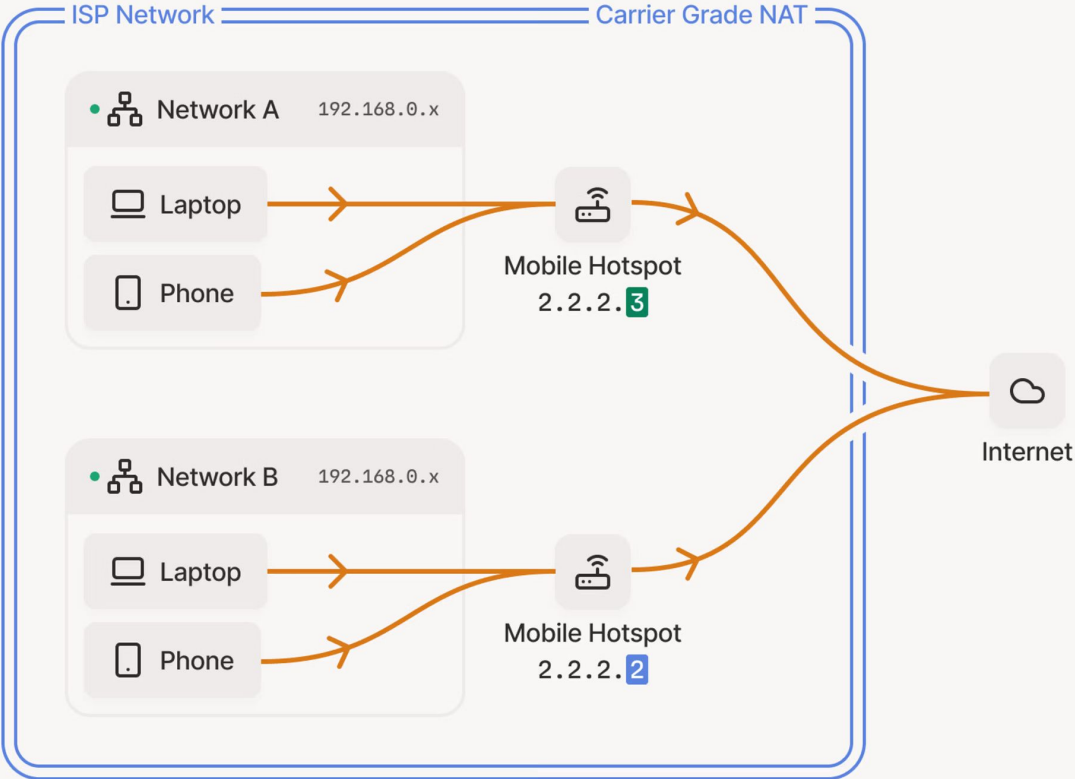 ISP Network
Carrier Grade NAT
Network A 192.168.0.x
Laptop
Phone
Mobile Hotspot
2.2.2.3
Network B 192.168.0.x
Laptop
Phone
Mobile Hotspot
2.2.2.2
Internet